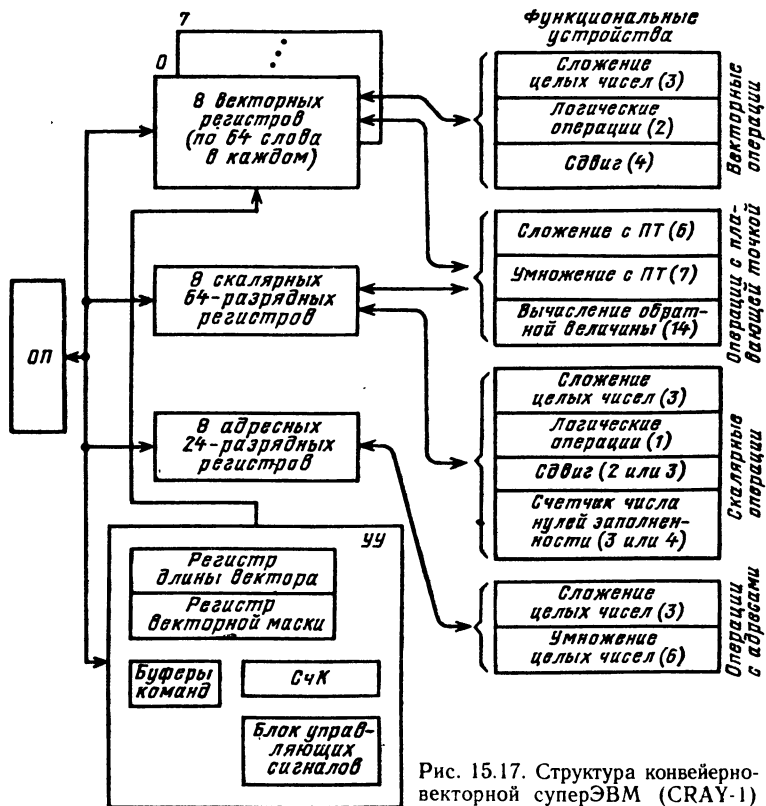 7
0
8 векторных
регистров
(по 64 слова
в каждом)
8 скалярных
64-разрядных
регистров
ОП
8 адресных
24-разрядных
регистров
УУ
Регистр
длины вектора
Регистр
векторной маски
Буферы
команд
СчК
Блок управ-
ляющих
сигналов
Функциональные
устройства
Сложение
целых чисел (3)
Логические
операции (2)
Сдвиг (4)
Векторные
операции
Сложение с ПТ (6)
Умножение с ПТ (7)
Вычисление обрат-
ной величины (14)
Операции с пла-
вающей точкой
Сложение
целых чисел (3)
Логические
операции (1)
Сдвиг (2 или 3)
Счетчик числа
нулей заполнен-
ности (3 или 4)
Скалярные
операции
Сложение
целых чисел (3)
Умножение
целых чисел (6)
Операции
с адресами
Рис. 15.17. Структура конвейерно-
векторной суперЭВМ (CRAY-1)